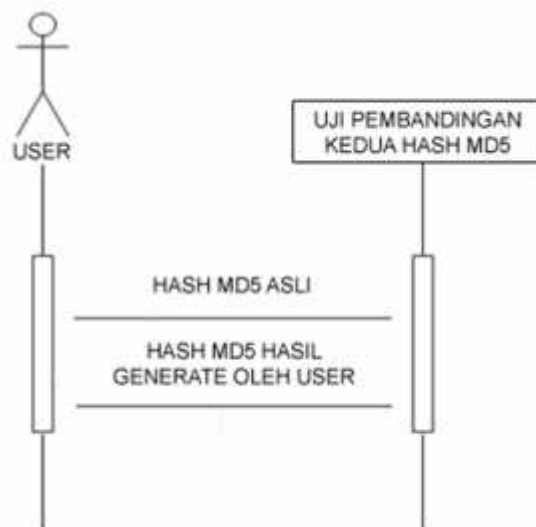 USER
UJI PEMBANDINGAN
KEDUA HASH MD5
HASH MD5 ASLI
HASH MD5 HASIL
GENERATE OLEH USER